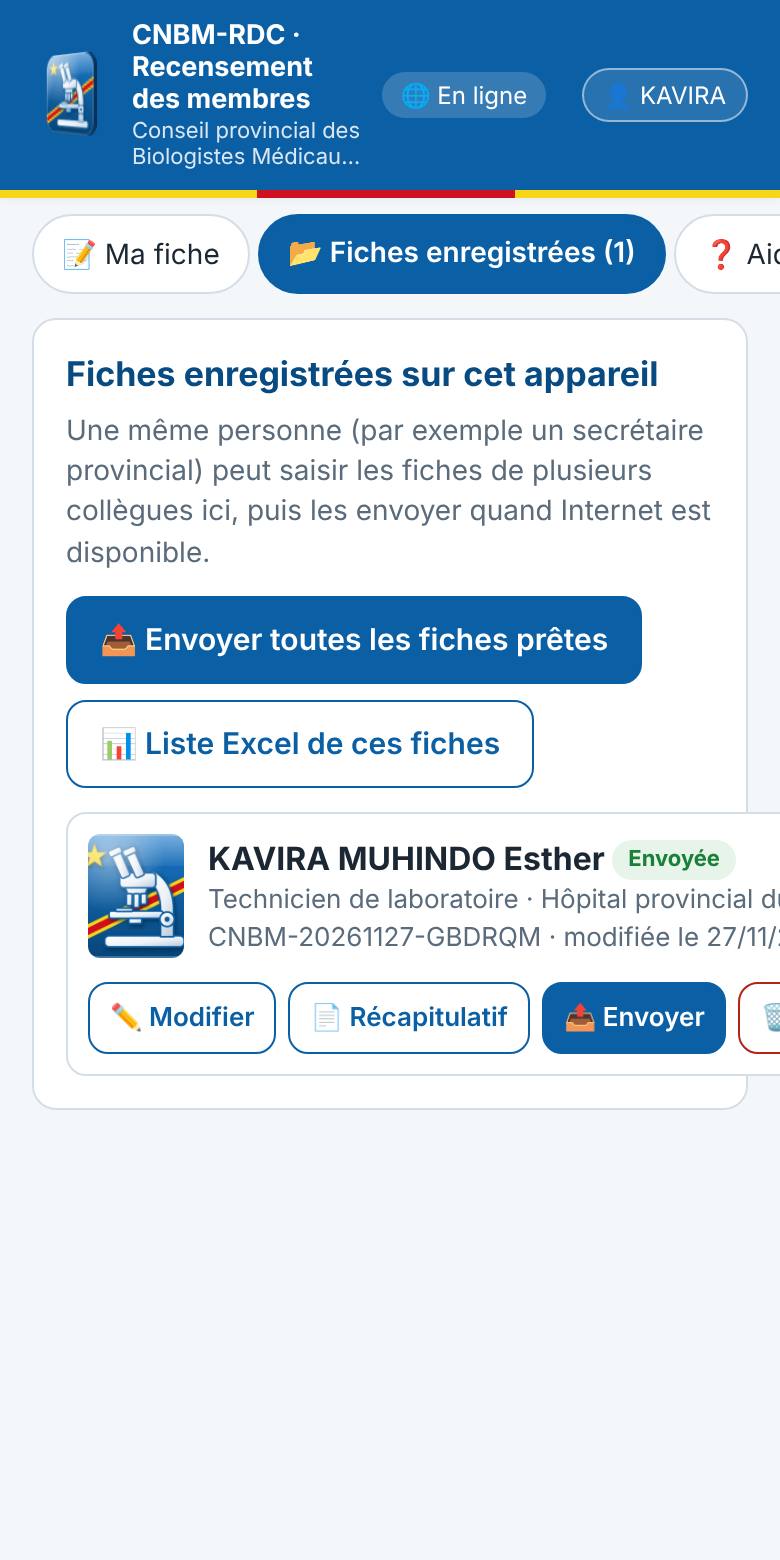 CNBM-RDC ·
Recensement
des membres
Conseil provincial des
Biologistes Médicau...
En ligne
KAVIRA
Ma fiche
Fiches enregistrées (1)
Fiches enregistrées sur cet appareil
Une même personne (par exemple un secrétaire
provincial) peut saisir les fiches de plusieurs
collègues ici, puis les envoyer quand Internet est
disponible.
Envoyer toutes les fiches prêtes
Liste Excel de ces fiches
KAVIRA MUHINDO Esther Envoyée
Technicien de laboratoire · Hôpital provincial
CNBM-20261127-GBDRQM · modifiée le 27/11/
Modifier
Récapitulatif
Envoyer